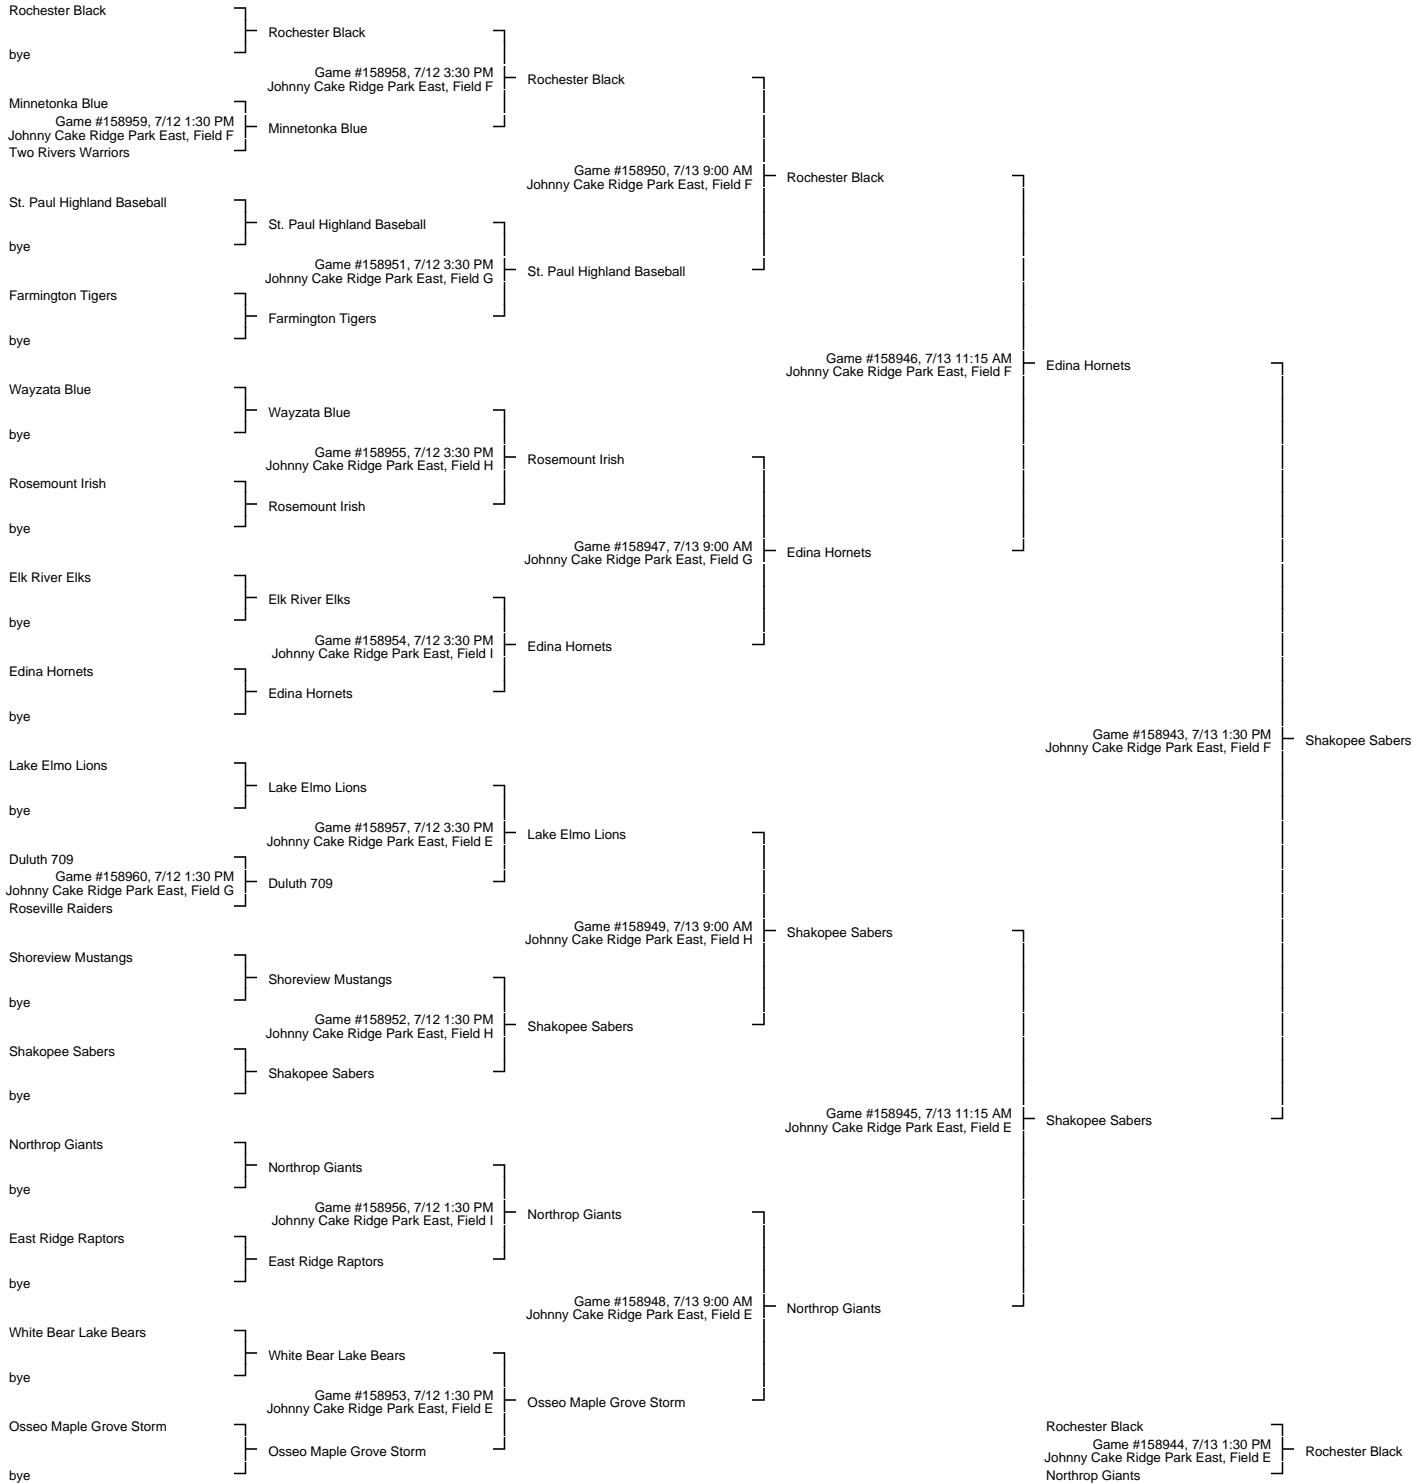 Rochester Black
bye
Rochester Black
Game #158958, 7/12 3:30 PM
Johnny Cake Ridge Park East, Field F
Rochester Black
Minnetonka Blue
Game #158959, 7/12 1:30 PM
Johnny Cake Ridge Park East, Field F
Two Rivers Warriors
Minnetonka Blue
Game #158950, 7/13 9:00 AM
Johnny Cake Ridge Park East, Field F
Rochester Black
St. Paul Highland Baseball
bye
St. Paul Highland Baseball
Game #158951, 7/12 3:30 PM
Johnny Cake Ridge Park East, Field G
St. Paul Highland Baseball
Farmington Tigers
bye
Farmington Tigers
Game #158946, 7/13 11:15 AM
Johnny Cake Ridge Park East, Field F
Edina Hornets
Wayzata Blue
bye
Wayzata Blue
Game #158955, 7/12 3:30 PM
Johnny Cake Ridge Park East, Field H
Rosemount Irish
Rosemount Irish
bye
Rosemount Irish
Game #158947, 7/13 9:00 AM
Johnny Cake Ridge Park East, Field G
Edina Hornets
Elk River Elks
bye
Elk River Elks
Game #158954, 7/12 3:30 PM
Johnny Cake Ridge Park East, Field I
Edina Hornets
Edina Hornets
bye
Edina Hornets
Game #158943, 7/13 1:30 PM
Johnny Cake Ridge Park East, Field F
Shakopee Sabers
Lake Elmo Lions
bye
Lake Elmo Lions
Game #158957, 7/12 3:30 PM
Johnny Cake Ridge Park East, Field E
Lake Elmo Lions
Duluth 709
Game #158960, 7/12 1:30 PM
Johnny Cake Ridge Park East, Field G
Roseville Raiders
Duluth 709
Game #158949, 7/13 9:00 AM
Johnny Cake Ridge Park East, Field H
Shakopee Sabers
Shoreview Mustangs
bye
Shoreview Mustangs
Game #158952, 7/12 1:30 PM
Johnny Cake Ridge Park East, Field H
Shakopee Sabers
Shakopee Sabers
bye
Shakopee Sabers
Game #158945, 7/13 11:15 AM
Johnny Cake Ridge Park East, Field E
Shakopee Sabers
Northrop Giants
bye
Northrop Giants
Game #158956, 7/12 1:30 PM
Johnny Cake Ridge Park East, Field I
Northrop Giants
East Ridge Raptors
bye
East Ridge Raptors
Game #158948, 7/13 9:00 AM
Johnny Cake Ridge Park East, Field E
Northrop Giants
White Bear Lake Bears
bye
White Bear Lake Bears
Game #158953, 7/12 1:30 PM
Johnny Cake Ridge Park East, Field E
Osseo Maple Grove Storm
Osseo Maple Grove Storm
bye
Osseo Maple Grove Storm
Rochester Black
Game #158944, 7/13 1:30 PM
Johnny Cake Ridge Park East, Field E
Northrop Giants
Rochester Black